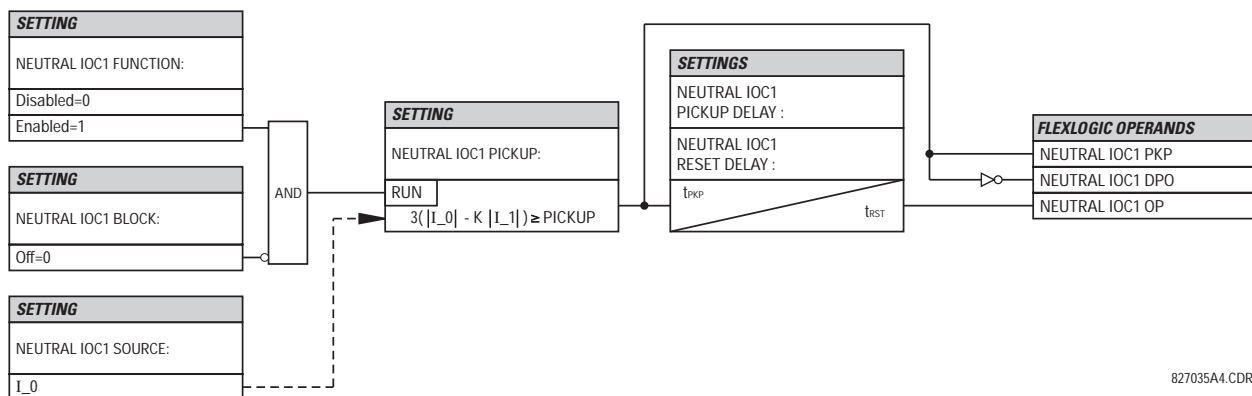 SETTING
NEUTRAL IOC1 FUNCTION:
Disabled=0
Enabled=1
SETTING
NEUTRAL IOC1 BLOCK:
Off=0
SETTING
NEUTRAL IOC1 SOURCE:
I_0
AND
SETTING
NEUTRAL IOC1 PICKUP:
RUN
3( |I_0| - K |I_1| ) ≥ PICKUP
SETTINGS
NEUTRAL IOC1
PICKUP DELAY :
NEUTRAL IOC1
RESET DELAY :
tPKP
tRST
FLEXLOGIC OPERANDS
NEUTRAL IOC1 PKP
NEUTRAL IOC1 DPO
NEUTRAL IOC1 OP
827035A4.CDR